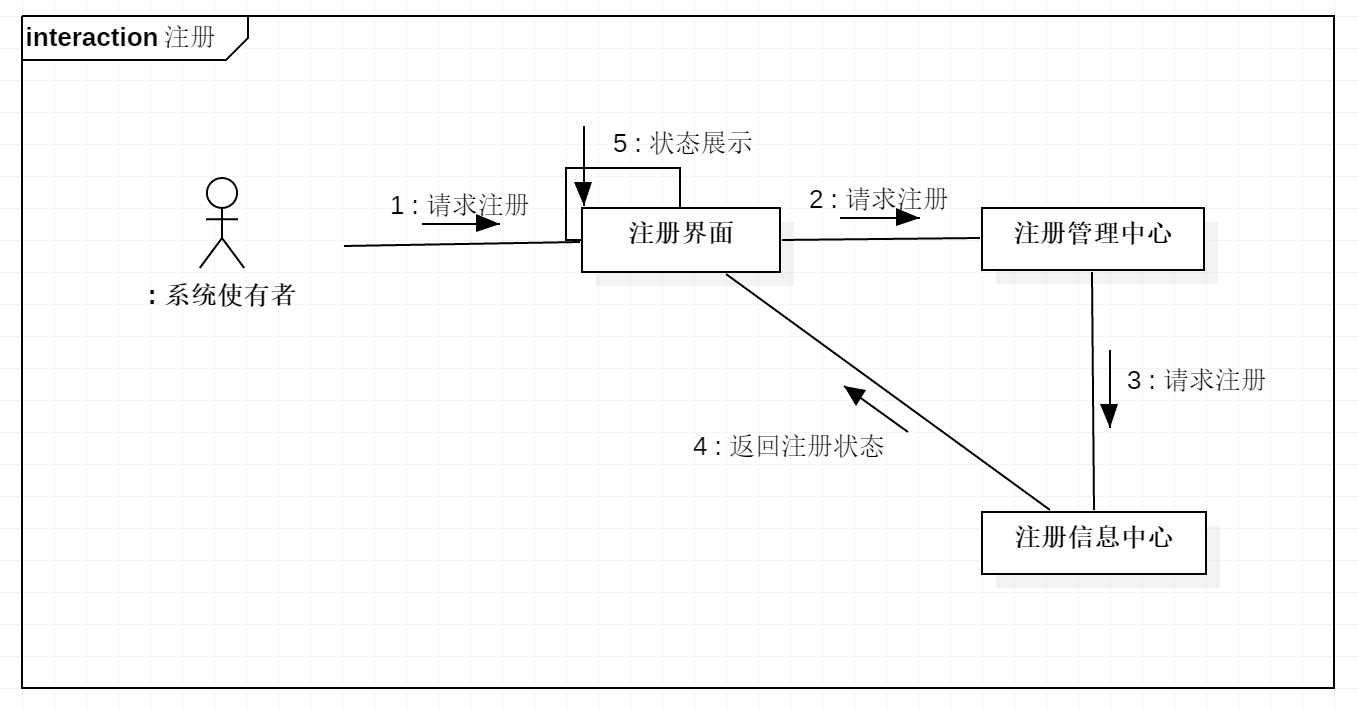 interaction 注册
5 : 状态展示
1 : 请求注册
2 : 请求注册
注册界面
注册管理中心
: 系统使有者
3 : 请求注册
4 : 返回注册状态
注册信息中心